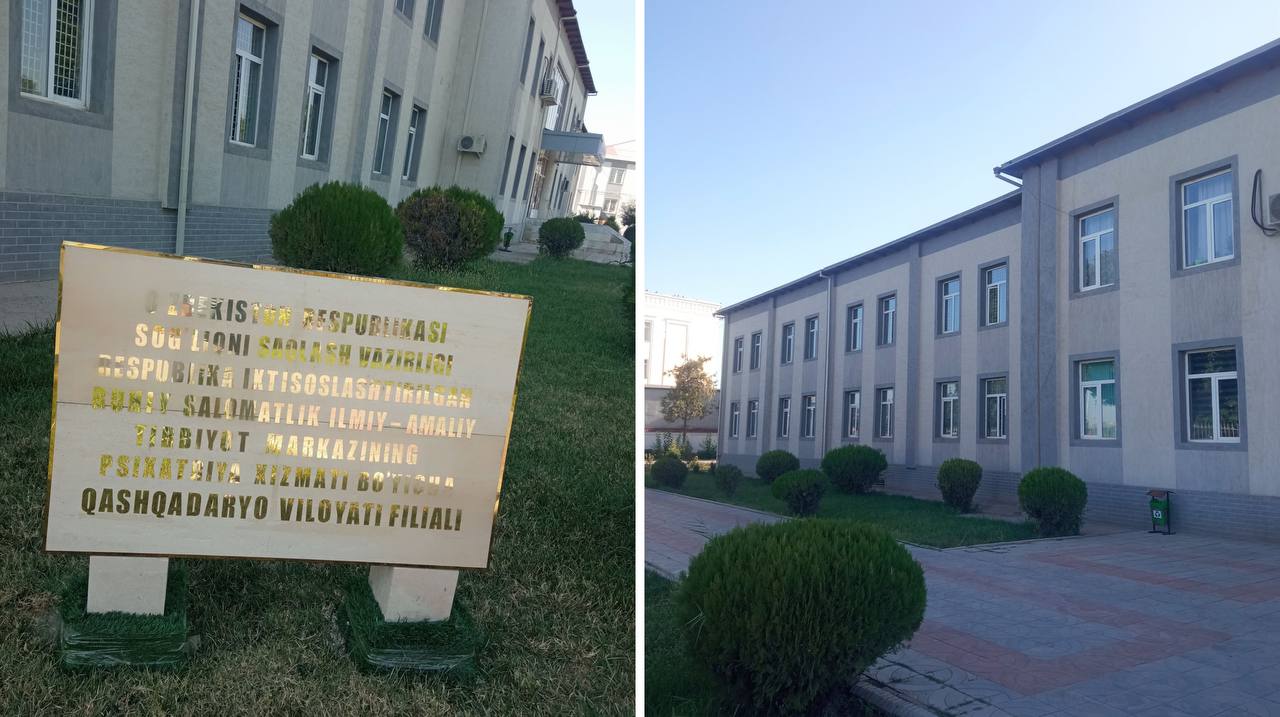 O'ZBEKISTON RESPUBLIKASI
SOG'LIQNI SAQLASH VAZIRLIGI
RESPUBLIKA IXTISOSLASHTIRILGAN
RUHIY SALOMATLIK ILMIY – AMALIY
TIBBIYOT MARKAZINING
PSIXATRIYA XIZMATI BO'YICHA
QASHQADARYO VILOYATI FILIALI